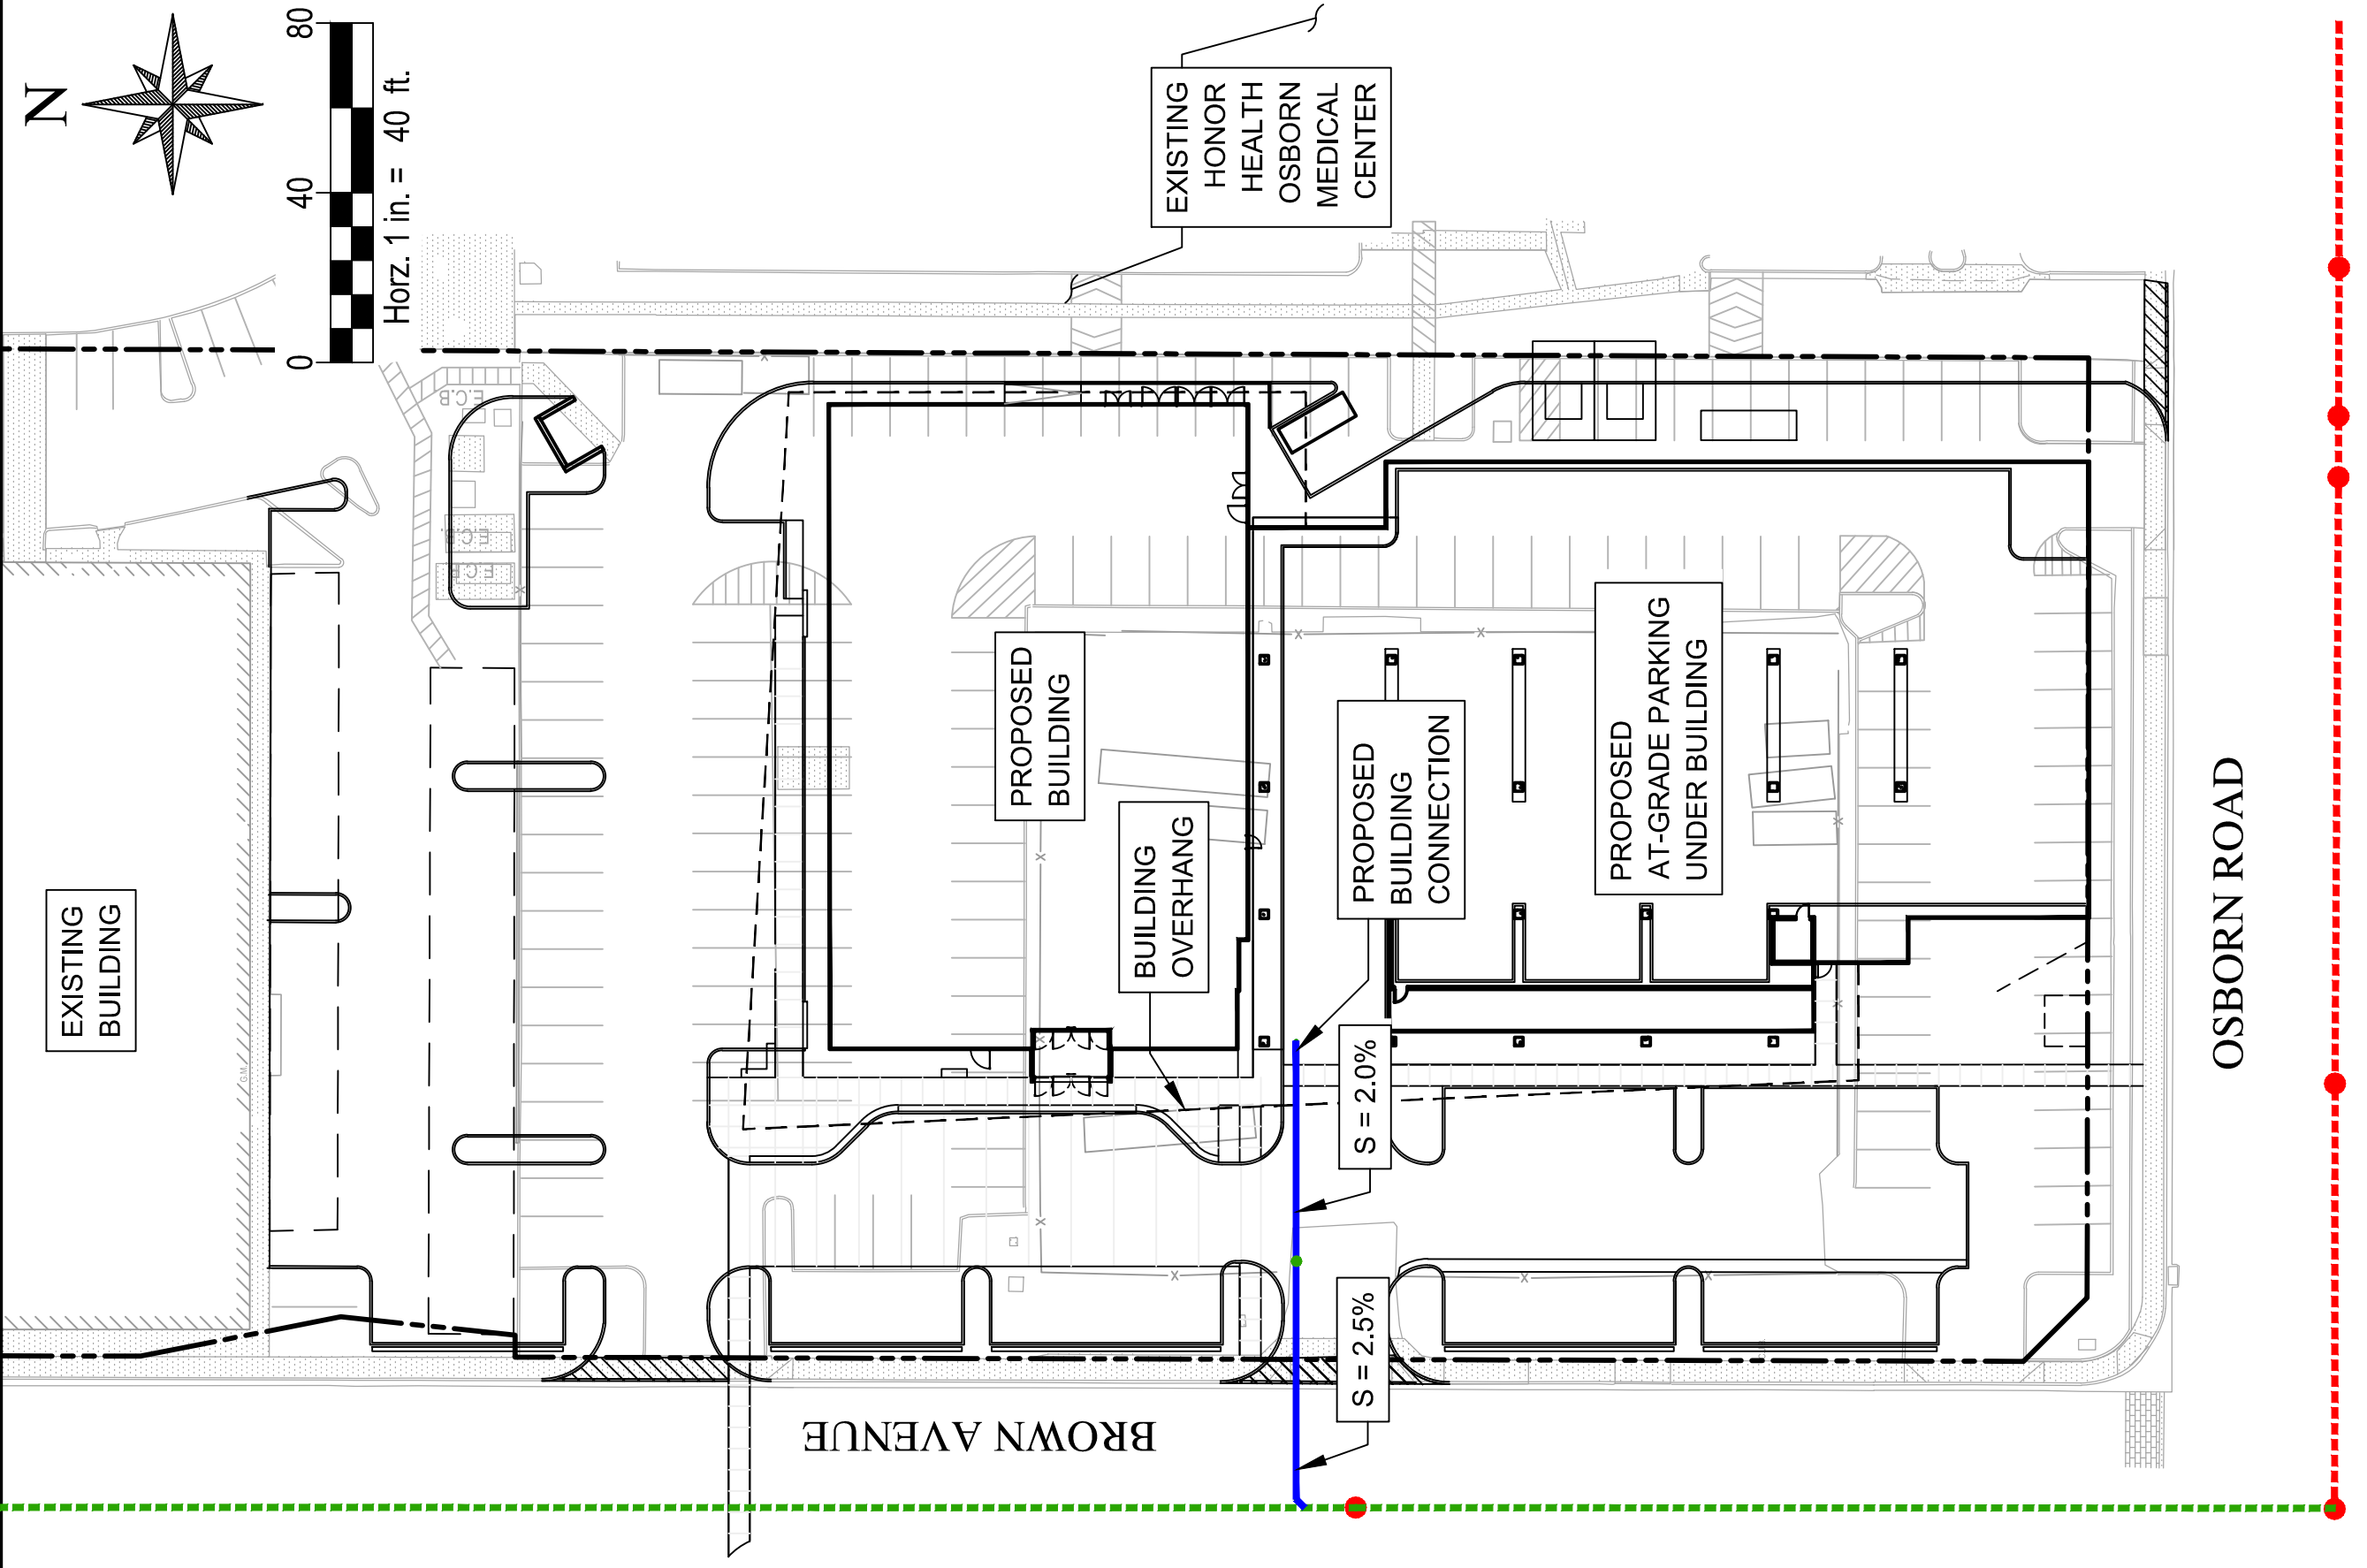 N
80
40
0
Horz. 1 in. = 40 ft.
EXISTING
HONOR
HEALTH
OSBORN
MEDICAL
CENTER
E.C.B.
E.C.B.
E.C.B.
EXISTING
BUILDING
G.M.
PROPOSED
BUILDING
BUILDING
OVERHANG
PROPOSED
BUILDING
CONNECTION
PROPOSED
AT-GRADE PARKING
UNDER BUILDING
S = 2.0%
S = 2.5%
BROWN AVENUE
OSBORN ROAD